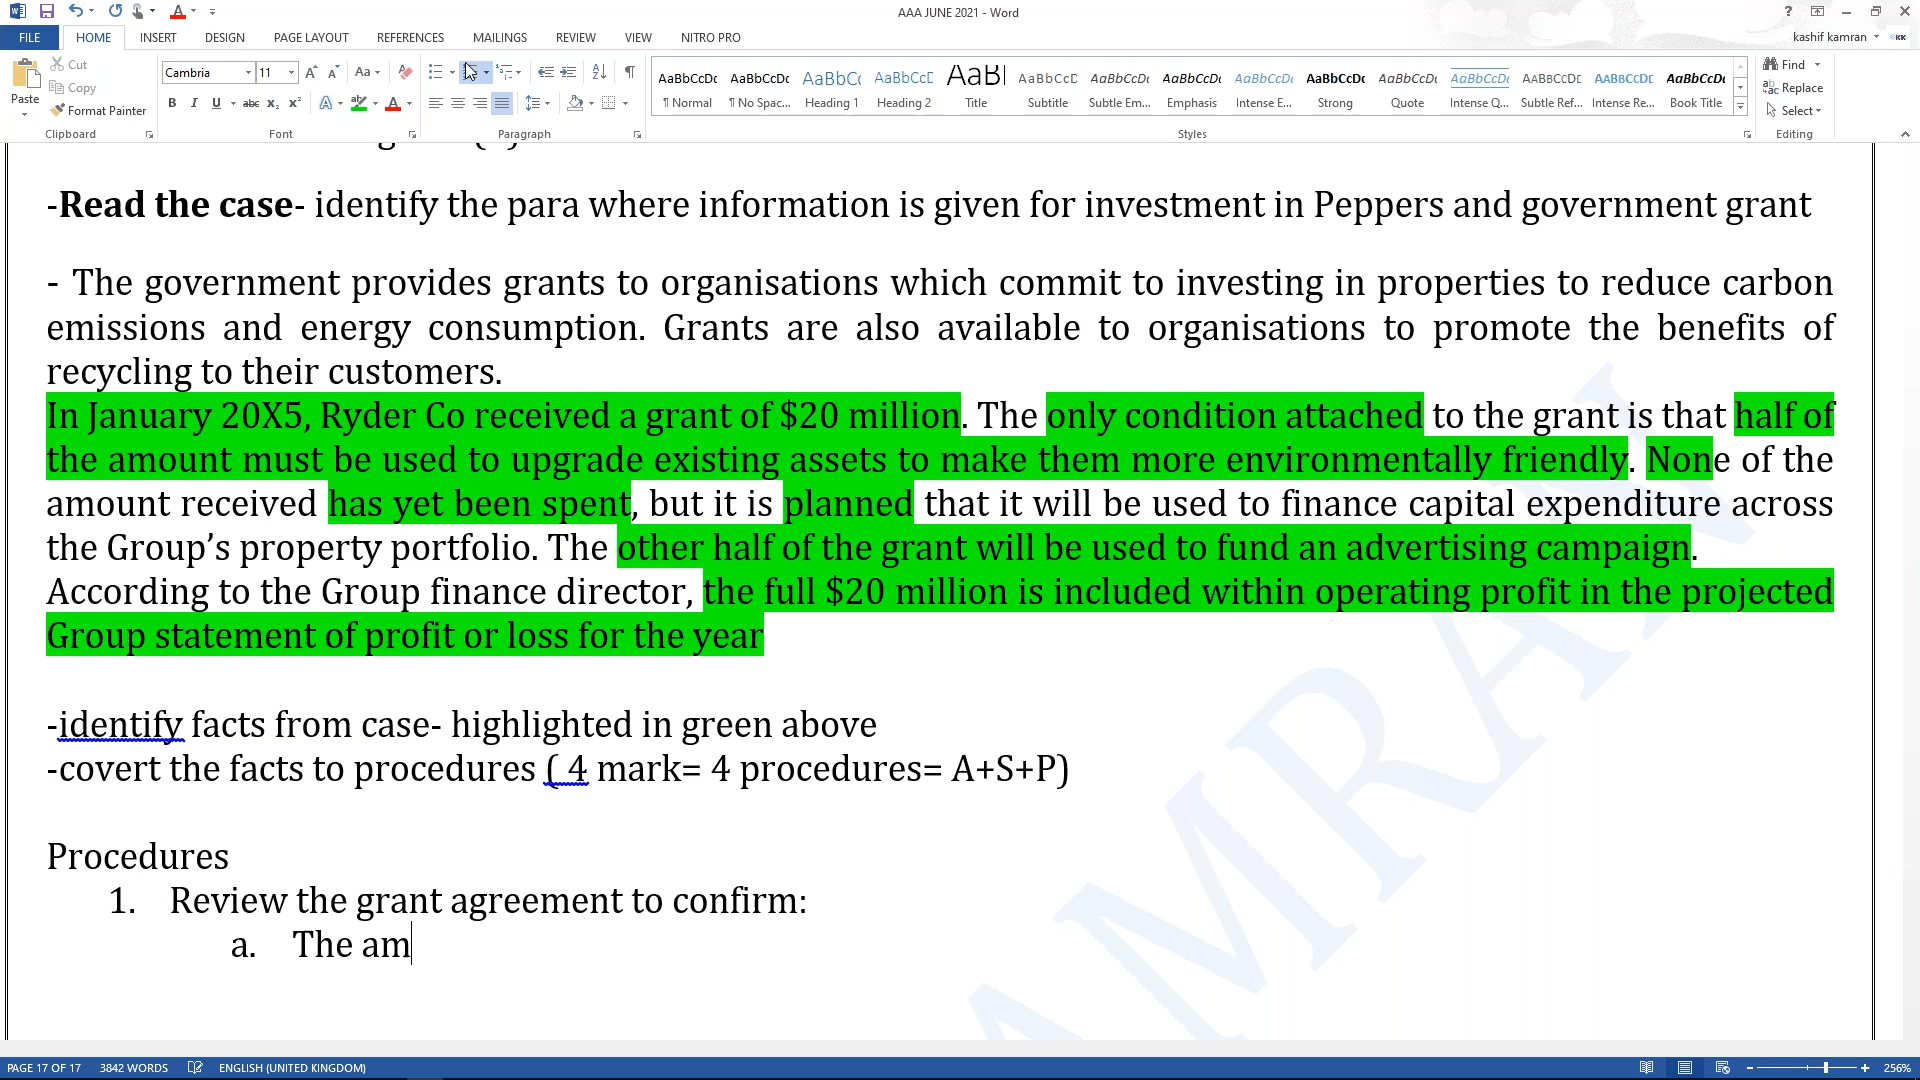 AAA JUNE 2021 - Word
FILE HOME INSERT DESIGN PAGE LAYOUT REFERENCES MAILINGS REVIEW VIEW NITRO PRO kashif kamran
Paste Cut Copy Format Painter Clipboard
Cambria 11 Font
Paragraph
AaBbCcDc AaBbCcDc AaBbCc AaBbCcD AaBl AaBbCcDc AaBbCcDc AaBbCcDc AaBbCcDc AaBbCcDc AaBbCcDc AaBbCcDc AABBCCDE AABBCCDE AaBbCcDc
¶ Normal ¶ No Spac... Heading 1 Heading 2 Title Subtitle Subtle Em... Emphasis Intense E... Strong Quote Intense Q... Subtle Ref... Intense Re... Book Title
Styles
Find Replace Select Editing
-Read the case- identify the para where information is given for investment in Peppers and government grant
- The government provides grants to organisations which commit to investing in properties to reduce carbon
emissions and energy consumption. Grants are also available to organisations to promote the benefits of
recycling to their customers.
In January 20X5, Ryder Co received a grant of $20 million. The only condition attached to the grant is that half of
the amount must be used to upgrade existing assets to make them more environmentally friendly. None of the
amount received has yet been spent, but it is planned that it will be used to finance capital expenditure across
the Group’s property portfolio. The other half of the grant will be used to fund an advertising campaign.
According to the Group finance director, the full $20 million is included within operating profit in the projected
Group statement of profit or loss for the year
-identify facts from case- highlighted in green above
-covert the facts to procedures ( 4 mark= 4 procedures= A+S+P)
Procedures
1. Review the grant agreement to confirm:
a. The am
PAGE 17 OF 17 3842 WORDS ENGLISH (UNITED KINGDOM) 256%